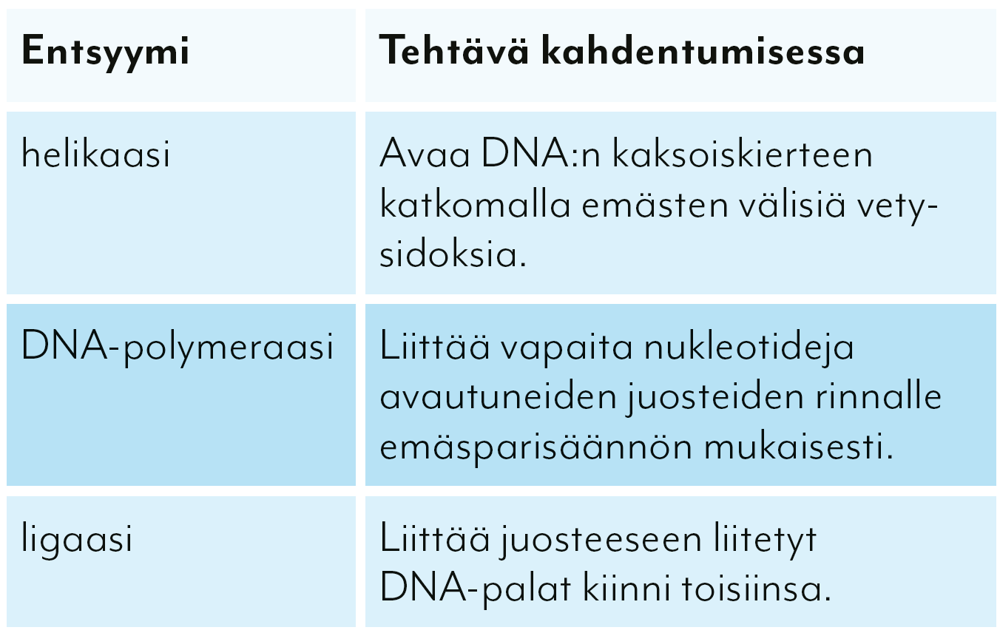 Entsyymi
Tehtävä kahdentumisessa
helikaasi
Avaa DNA:n kaksoiskierteen
katkomalla emästen välisiä vety-
sidoksia.
DNA-polymeraasi
Liittää vapaita nukleotideja
avautuneiden juosteiden rinnalle
emäsparisäännön mukaisesti.
ligaasi
Liittää juosteeseen liitetyt
DNA-palat kiinni toisiinsa.